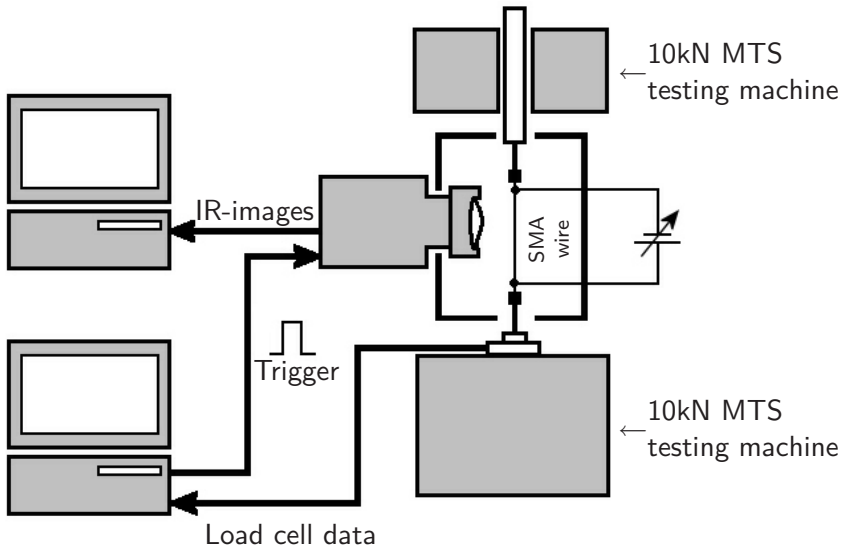 ←10kN MTS
testing machine
IR-images
SMA
wire
Trigger
←10kN MTS
testing machine
Load cell data